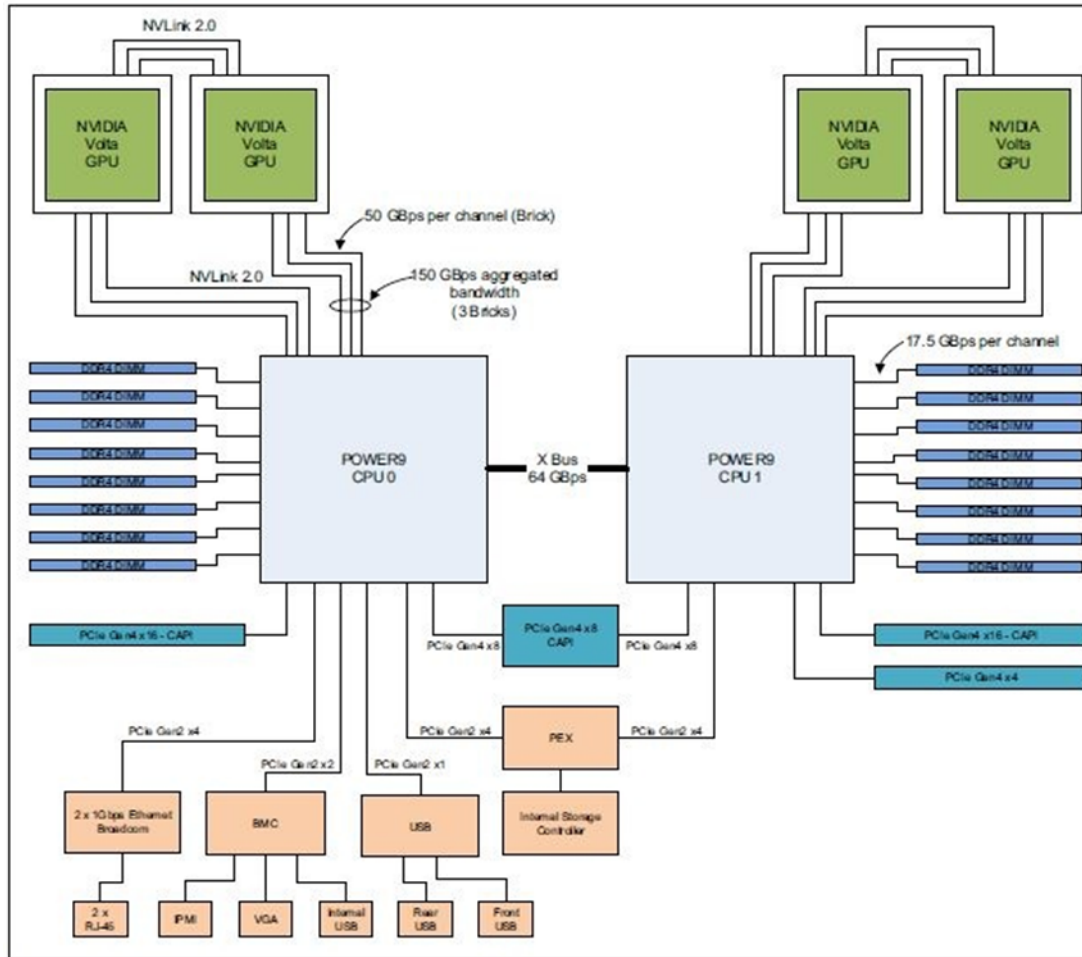 NVLink 2.0
NVIDIA
Volta
GPU
NVIDIA
Volta
GPU
NVIDIA
Volta
GPU
NVIDIA
Volta
GPU
50 GBps per channel (Brick)
NVLink 2.0
150 GBps aggregated
bandwidth
(3 Bricks)
17.5 GBps per channel
DDR4 DIMM
DDR4 DIMM
DDR4 DIMM
DDR4 DIMM
DDR4 DIMM
DDR4 DIMM
DDR4 DIMM
DDR4 DIMM
POWER9
CPU 0
X Bus
64 GBps
POWER9
CPU 1
DDR4 DIMM
DDR4 DIMM
DDR4 DIMM
DDR4 DIMM
DDR4 DIMM
DDR4 DIMM
DDR4 DIMM
DDR4 DIMM
PCIe Gen4 x16 - CAPI
PCIe Gen4 x8
PCIe Gen4 x8
CAPI
PCIe Gen4 x8
PCIe Gen4 x16 - CAPI
PCIe Gen4 x4
PCIe Gen2 x4
PCIe Gen2 x2
PCIe Gen2 x1
PCIe Gen2 x4
PEX
PCIe Gen2 x4
2 x 1Gbps Ethernet
Broadcom
BMC
USB
Internal Storage
Controller
2 x
RJ-45
IPMI
VGA
Internal
USB
Rear
USB
Front
USB